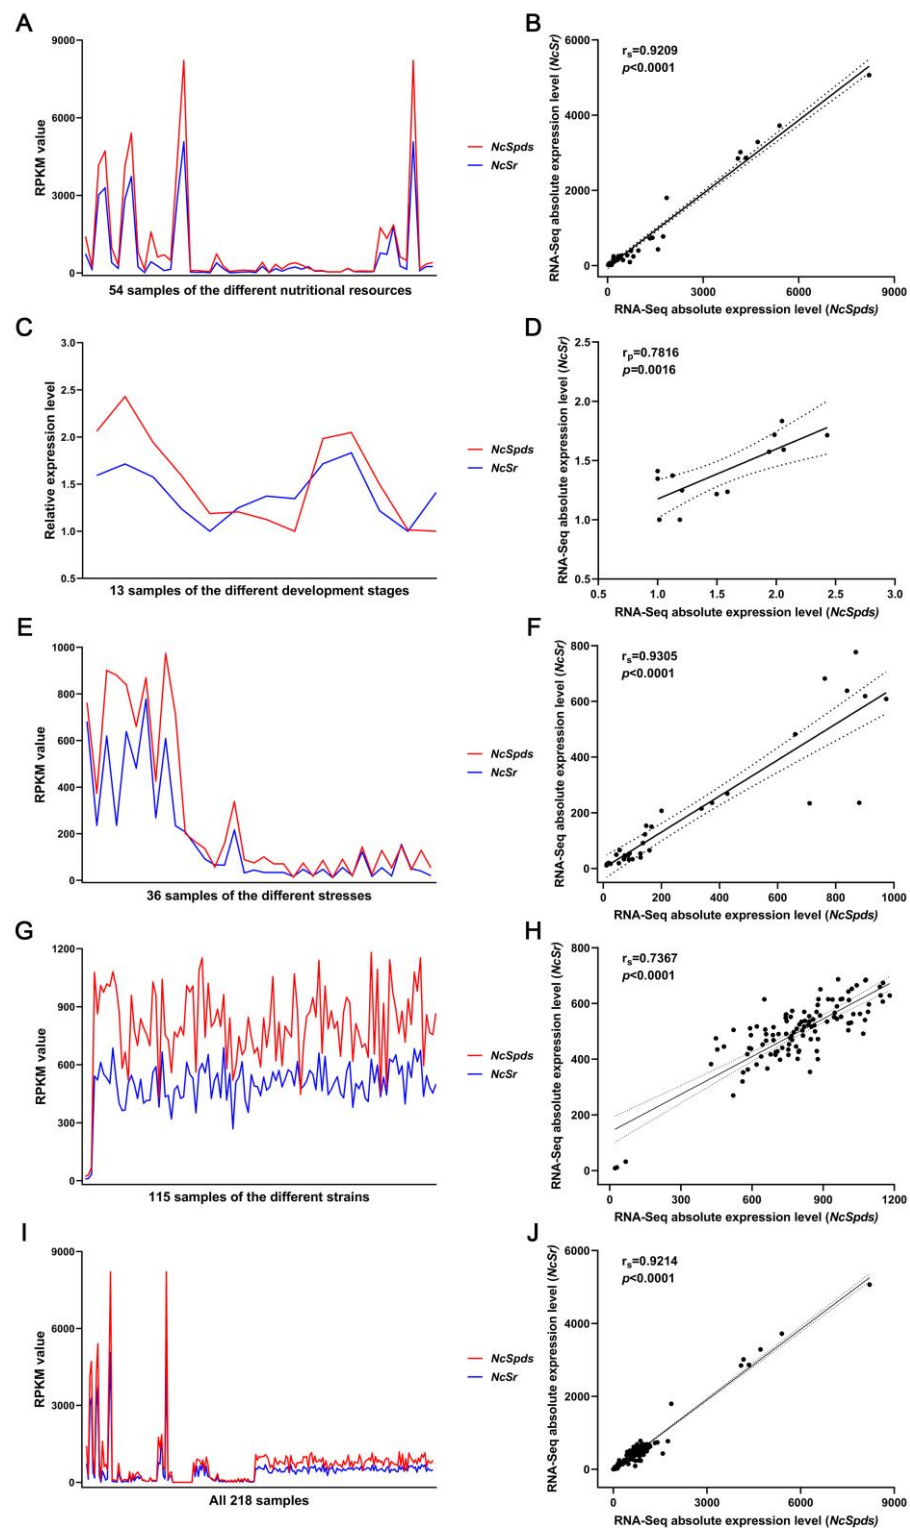 A
9000
6000
3000
0
RPKM value
54 samples of the different nutritional resources
NcSpds
NcSr
B
6000
4000
2000
0
RNA-Seq absolute expression level (NcSr)
rs=0.9209
p<0.0001
0 3000 6000 9000
RNA-Seq absolute expression level (NcSpds)
C
3.0
2.5
2.0
1.5
1.0
0.5
Relative expression level
13 samples of the different development stages
NcSpds
NcSr
D
2.5
2.0
1.5
1.0
0.5
RNA-Seq absolute expression level (NcSr)
rp=0.7816
p=0.0016
0.5 1.0 1.5 2.0 2.5 3.0
RNA-Seq absolute expression level (NcSpds)
E
1000
800
600
400
200
0
RPKM value
36 samples of the different stresses
NcSpds
NcSr
F
800
600
400
200
0
RNA-Seq absolute expression level (NcSr)
rs=0.9305
p<0.0001
0 200 400 600 800 1000
RNA-Seq absolute expression level (NcSpds)
G
1200
900
600
300
0
RPKM value
115 samples of the different strains
NcSpds
NcSr
H
800
600
400
200
0
RNA-Seq absolute expression level (NcSr)
rs=0.7367
p<0.0001
0 300 600 900 1200
RNA-Seq absolute expression level (NcSpds)
I
9000
6000
3000
0
RPKM value
All 218 samples
NcSpds
NcSr
J
6000
4000
2000
0
RNA-Seq absolute expression level (NcSr)
rs=0.9214
p<0.0001
0 3000 6000 9000
RNA-Seq absolute expression level (NcSpds)